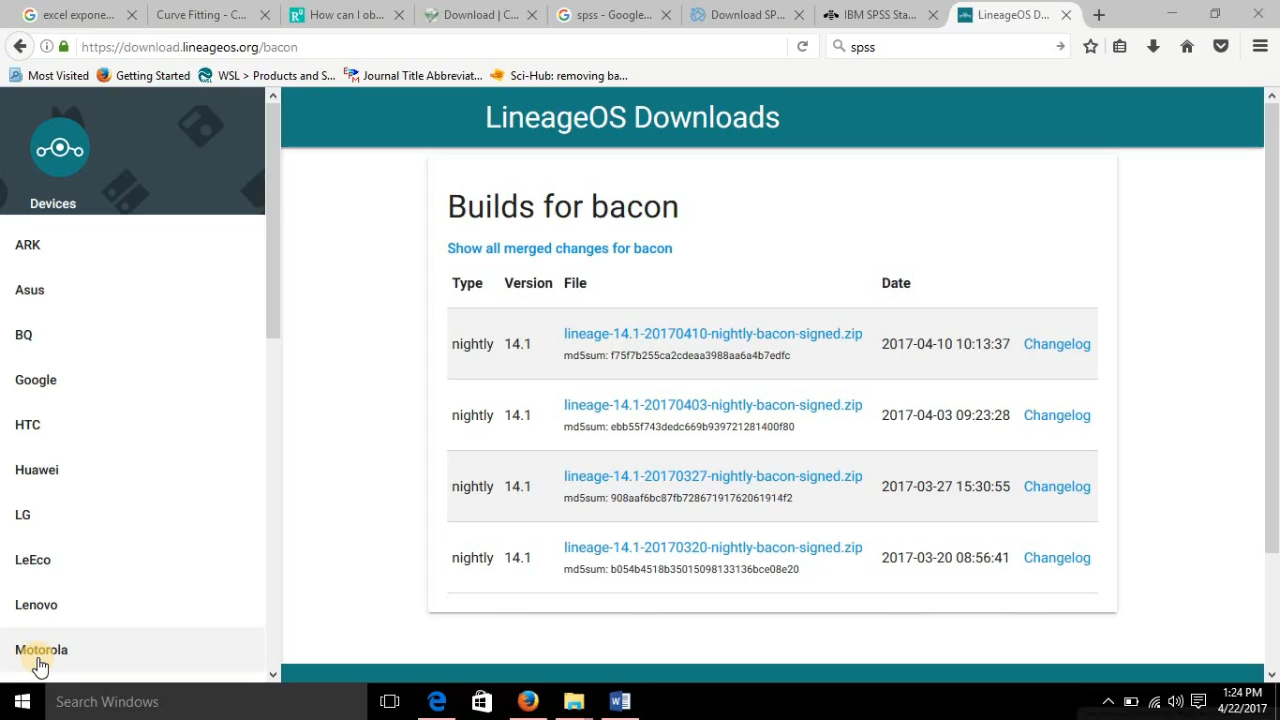 excel expone...
Curve Fitting - C...
How can I ob...
Download | C...
spss - Google...
Download SP...
IBM SPSS Sta...
LineageOS D...
https://download.lineageos.org/bacon
spss
Most Visited
Getting Started
WSL > Products and S...
Journal Title Abbreviat...
Sci-Hub: removing ba...
Devices
ARK
Asus
BQ
Google
HTC
Huawei
LG
LeEco
Lenovo
Motorola
LineageOS Downloads
Builds for bacon
Show all merged changes for bacon
Type Version File Date
nightly 14.1 lineage-14.1-20170410-nightly-bacon-signed.zip 2017-04-10 10:13:37 Changelog
md5sum: f75f7b255ca2cdeaa3988aa6a4b7edfc
nightly 14.1 lineage-14.1-20170403-nightly-bacon-signed.zip 2017-04-03 09:23:28 Changelog
md5sum: ebb55f743dedc669b939721281400f80
nightly 14.1 lineage-14.1-20170327-nightly-bacon-signed.zip 2017-03-27 15:30:55 Changelog
md5sum: 908aaf6bc87fb72867191762061914f2
nightly 14.1 lineage-14.1-20170320-nightly-bacon-signed.zip 2017-03-20 08:56:41 Changelog
md5sum: b054b4518b35015098133136bce08e20
Search Windows
1:24 PM
4/22/2017